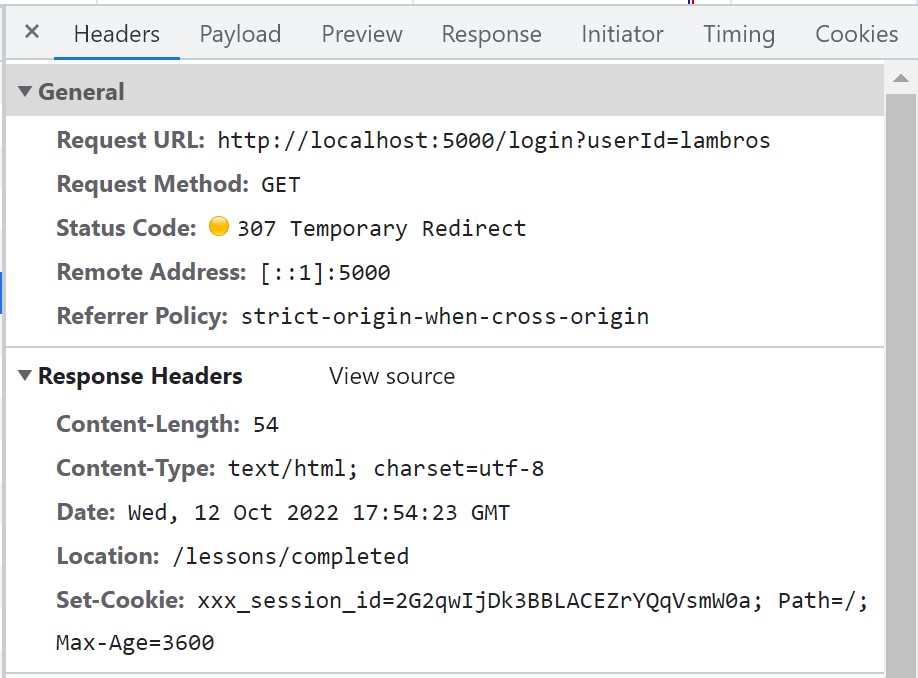 × Headers Payload Preview Response Initiator Timing Cookies
▼ General
Request URL: http://localhost:5000/login?userId=lambros
Request Method: GET
Status Code: 307 Temporary Redirect
Remote Address: [::1]:5000
Referrer Policy: strict-origin-when-cross-origin
▼ Response Headers View source
Content-Length: 54
Content-Type: text/html; charset=utf-8
Date: Wed, 12 Oct 2022 17:54:23 GMT
Location: /lessons/completed
Set-Cookie: xxx_session_id=2G2qwIjDk3BBLACEZrYQqVsmW0a; Path=/;
Max-Age=3600